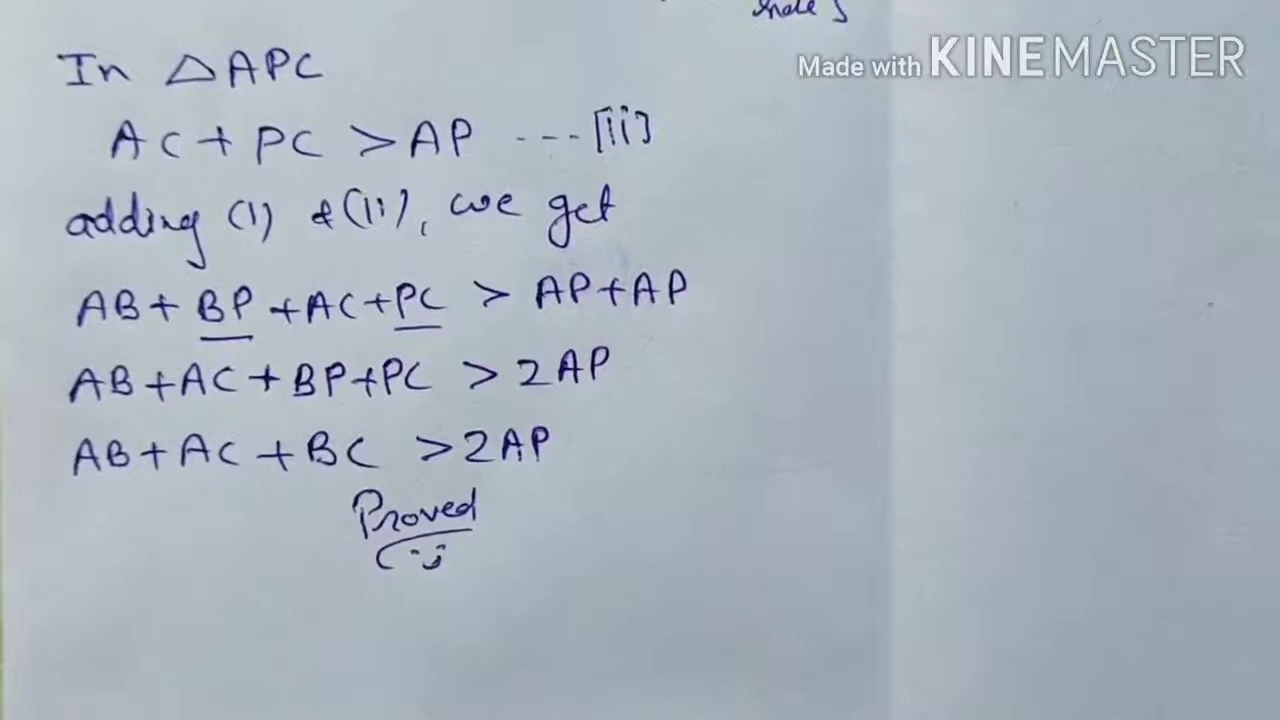 Made with KINEMASTER
In △APC
AC + PC > AP ---[ii]
adding (i) & (ii), we get
AB + BP + AC + PC > AP + AP
AB + AC + BP + PC > 2AP
AB + AC + BC > 2AP
Proved